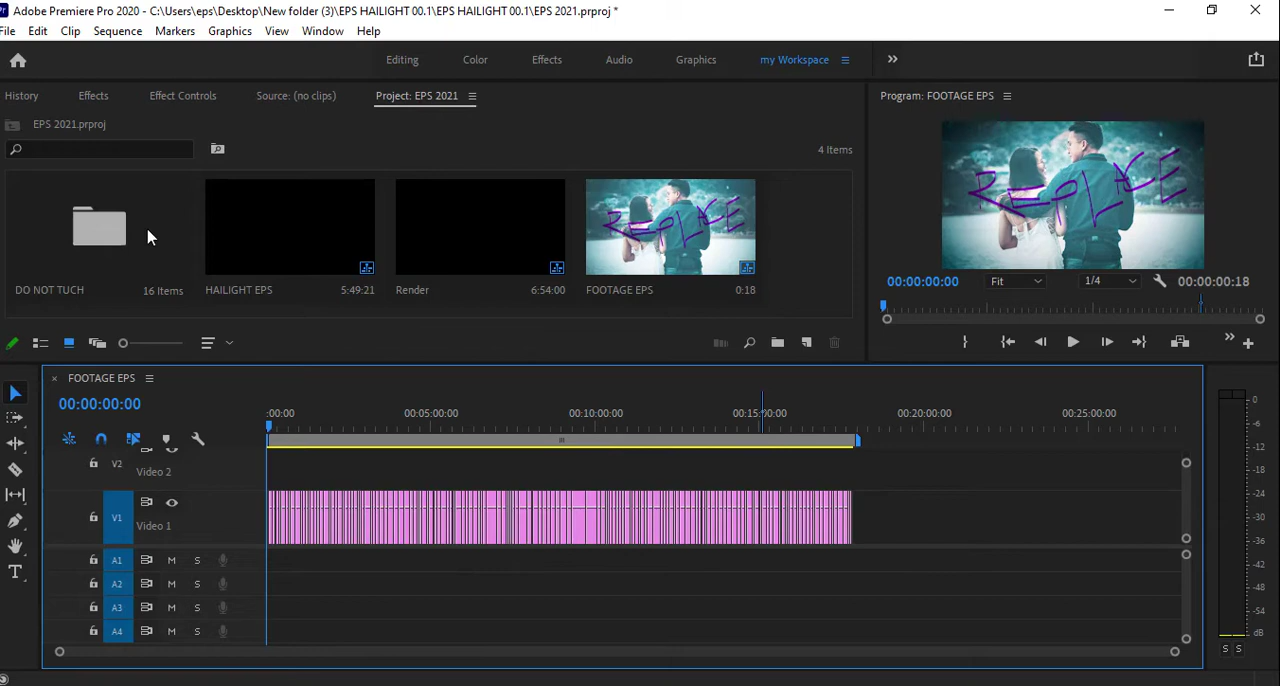 Adobe Premiere Pro 2020 - C:\Users\eps\Desktop\New folder (3)\EPS HAILIGHT 00.1\EPS HAILIGHT 00.1\EPS 2021.prproj *
File Edit Clip Sequence Markers Graphics View Window Help
Editing Color Effects Audio Graphics my Workspace
History Effects Effect Controls Source: (no clips) Project: EPS 2021 Program: FOOTAGE EPS
EPS 2021.prproj
4 Items
REPLACE
REPLACE
DO NOT TUCH 16 Items HAILIGHT EPS 5:49:21 Render 6:54:00 FOOTAGE EPS 0:18
00:00:00:00 Fit 1/4 00:00:00:18
FOOTAGE EPS
00:00:00:00
:00:00 00:05:00:00 00:10:00:00 00:15:00:00 00:20:00:00 00:25:00:00
V2 Video 2
V1 Video 1
A1 M S
A2 M S
A3 M S
A4 M S
0
-6
-12
-18
-24
-30
-36
-42
-48
-54
dB
S S